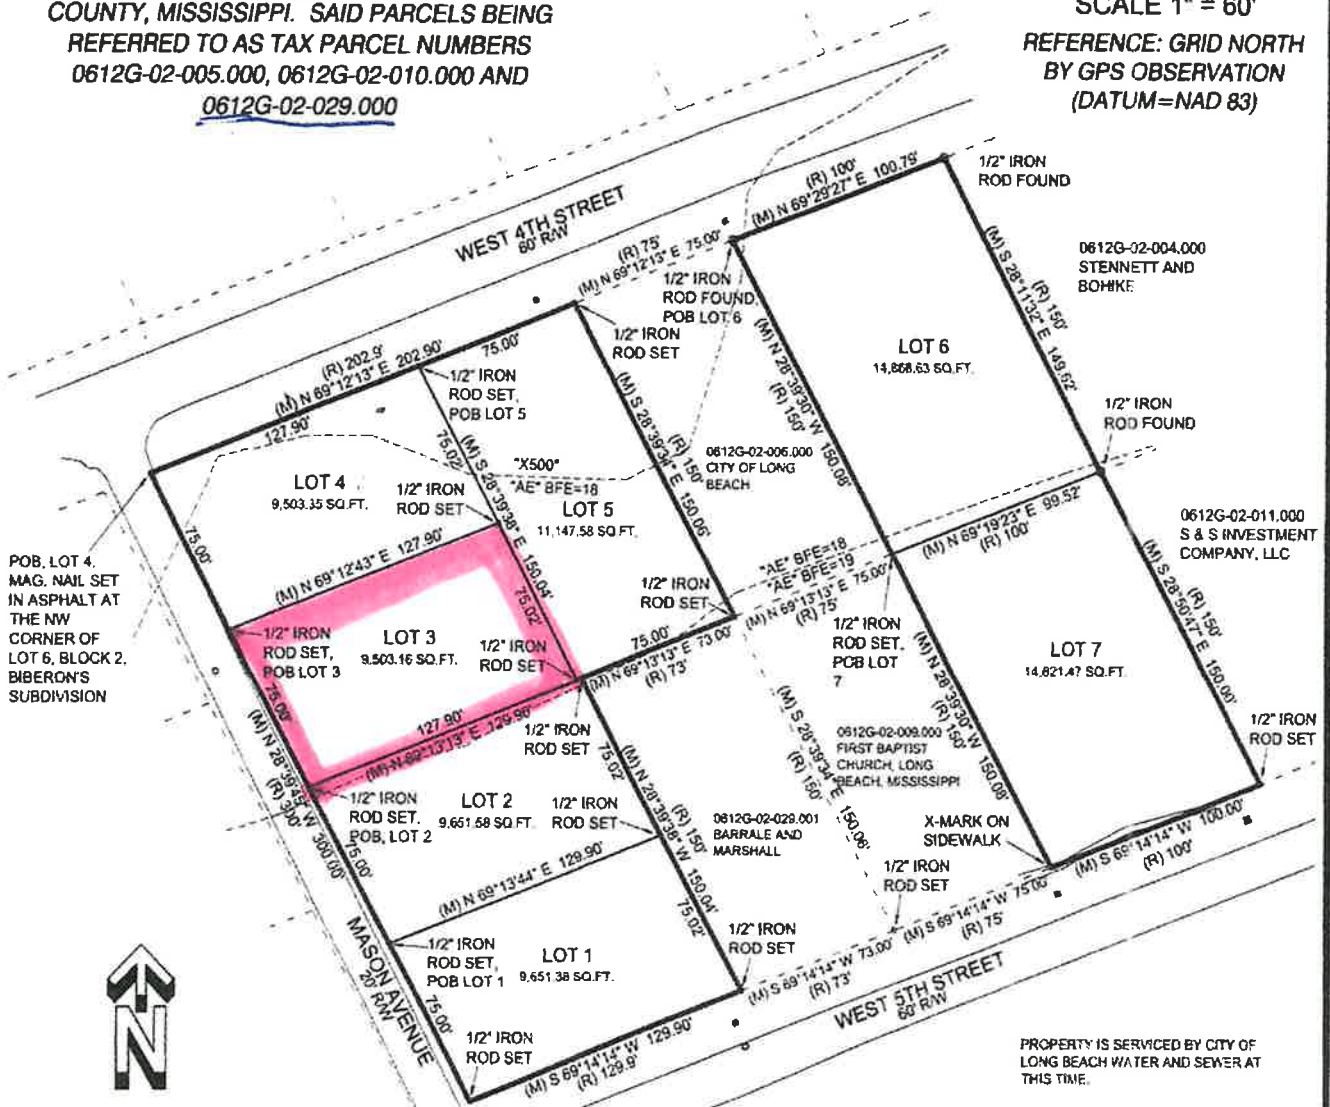 COUNTY, MISSISSIPPI. SAID PARCELS BEING
REFERRED TO AS TAX PARCEL NUMBERS
0612G-02-005.000, 0612G-02-010.000 AND
0612G-02-029.000
SCALE 1" = 60'
REFERENCE: GRID NORTH
BY GPS OBSERVATION
(DATUM=NAD 83)
WEST 4TH STREET
60' R/W
(R) 100'
(M) N 69°29'27" E 100.79'
1/2" IRON
ROD FOUND
(R) 75'
(M) N 69°12'13" E 75.00'
1/2" IRON
ROD FOUND,
POB LOT 6
1/2" IRON
ROD SET
0612G-02-004.000
STENNETT AND
BOHIKE
(M) S 28°11'32" E 149.62'
(R) 150'
LOT 6
14,868.63 SQ.FT.
(M) N 28°39'30" W 150.08'
(R) 150'
(R) 202.9'
(M) N 69°12'13" E 202.90'
75.00'
127.90'
1/2" IRON
ROD SET,
POB LOT 5
(M) S 28°39'34" E 150.06'
(R) 150'
1/2" IRON
ROD FOUND
0612G-02-006.000
CITY OF LONG
BEACH
"X500"
"AE" BFE=18
LOT 4
9,503.35 SQ.FT.
1/2" IRON
ROD SET
75.02'
(M) S 28°39'38" E 150.04'
75.02'
LOT 5
11,147.58 SQ.FT.
75.00'
(M) N 69°12'43" E 127.90'
POB, LOT 4,
MAG. NAIL SET
IN ASPHALT AT
THE NW
CORNER OF
LOT 6, BLOCK 2,
BIBERON'S
SUBDIVISION
(M) N 69°19'23" E 99.52'
(R) 100'
0612G-02-011.000
S & S INVESTMENT
COMPANY, LLC
"AE" BFE=18
"AE" BFE=19
(M) N 69°13'13" E 75.00'
(R) 75'
1/2" IRON
ROD SET
1/2" IRON
ROD SET,
POB LOT
7
LOT 3
9,503.16 SQ.FT.
1/2" IRON
ROD SET,
POB LOT 3
1/2" IRON
ROD SET
75.00'
(M) N 69°13'13" E 73.00'
(R) 73'
LOT 7
14,821.47 SQ.FT.
(M) S 28°50'47" E 150.00'
(R) 150'
75.00'
127.90'
(M) N 69°13'13" E 129.90'
1/2" IRON
ROD SET
1/2" IRON
ROD SET
(M) N 28°39'45" W 300.00'
(R) 300'
1/2" IRON
ROD SET,
POB, LOT 2
LOT 2
9,651.58 SQ.FT.
1/2" IRON
ROD SET
75.02'
(M) N 28°39'38" W 150.04'
(R) 150'
75.02'
(M) S 28°39'34" E 150.06'
(R) 150'
0612G-02-009.000
FIRST BAPTIST
CHURCH, LONG
BEACH, MISSISSIPPI
(M) N 28°39'30" W 150.08'
(R) 150'
0612G-02-029.001
BARRALE AND
MARSHALL
X-MARK ON
SIDEWALK
(M) S 69°14'14" W 100.00'
(R) 100'
75.00'
(M) N 69°13'44" E 129.90'
1/2" IRON
ROD SET
(M) S 69°14'14" W 75.00'
(R) 75'
MASON AVENUE
20' R/W
1/2" IRON
ROD SET,
POB LOT 1
LOT 1
9,651.38 SQ.FT.
1/2" IRON
ROD SET
(M) S 69°14'14" W 73.00'
(R) 73'
WEST 5TH STREET
60' R/W
75.00'
1/2" IRON
ROD SET
(M) S 69°14'14" W 129.90'
(R) 129.9'
N
PROPERTY IS SERVICED BY CITY OF
LONG BEACH WATER AND SEWER AT
THIS TIME.